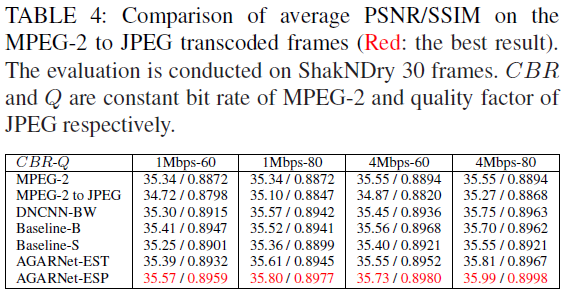 TABLE 4: Comparison of average PSNR/SSIM on the
MPEG-2 to JPEG transcoded frames (Red: the best result).
The evaluation is conducted on ShakNDry 30 frames. CBR
and Q are constant bit rate of MPEG-2 and quality factor of
JPEG respectively.
CBR-Q 1Mbps-60 1Mbps-80 4Mbps-60 4Mbps-80
MPEG-2 35.34 / 0.8872 35.34 / 0.8872 35.55 / 0.8894 35.55 / 0.8894
MPEG-2 to JPEG 34.72 / 0.8798 35.10 / 0.8847 34.87 / 0.8820 35.27 / 0.8868
DNCNN-BW 35.30 / 0.8915 35.57 / 0.8942 35.45 / 0.8936 35.75 / 0.8963
Baseline-B 35.41 / 0.8947 35.52 / 0.8941 35.56 / 0.8968 35.70 / 0.8962
Baseline-S 35.25 / 0.8901 35.36 / 0.8899 35.40 / 0.8921 35.55 / 0.8921
AGARNet-EST 35.39 / 0.8932 35.61 / 0.8945 35.55 / 0.8952 35.81 / 0.8967
AGARNet-ESP 35.57 / 0.8959 35.80 / 0.8977 35.73 / 0.8980 35.99 / 0.8998